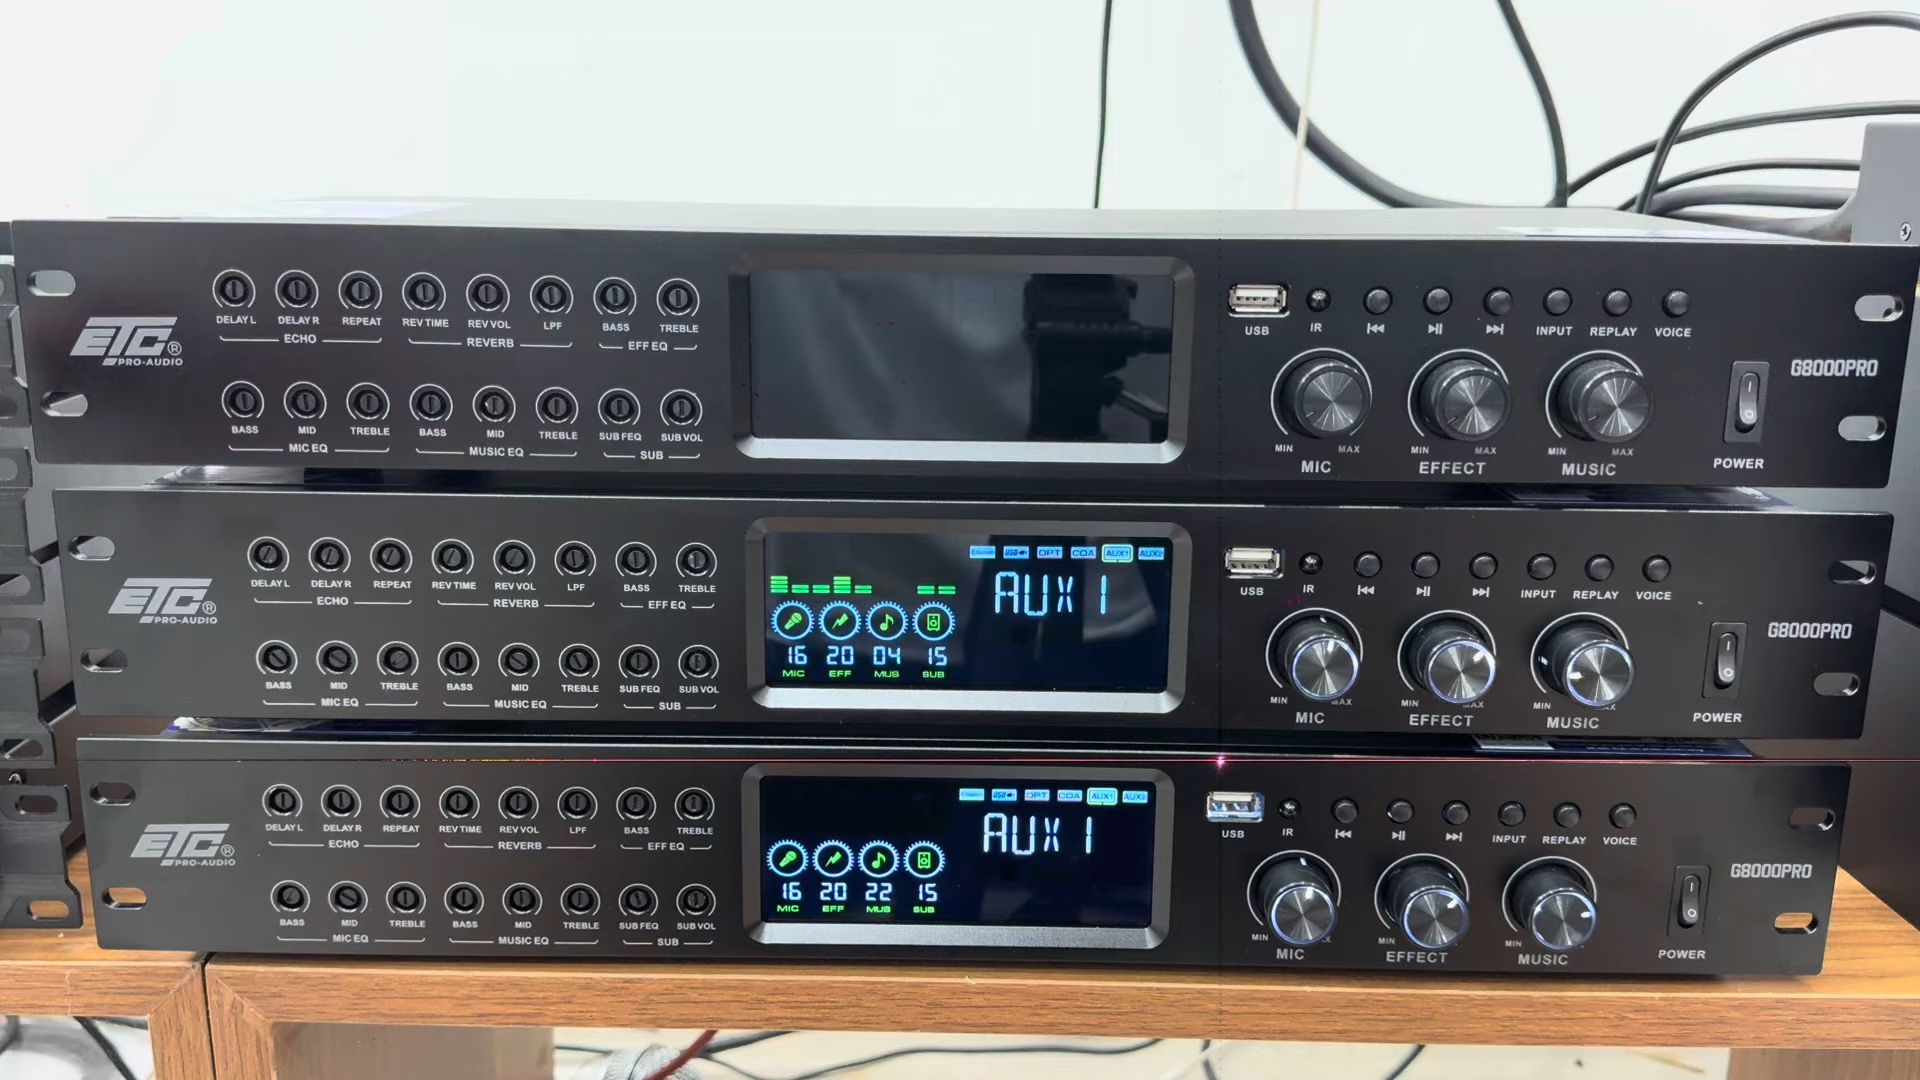 DELAY L DELAY R REPEAT REV TIME REV VOL LPF BASS TREBLE
ECHO REVERB EFF EQ
ETC®
PRO-AUDIO
BASS MID TREBLE BASS MID TREBLE SUB FEQ SUB VOL
MIC EQ MUSIC EQ SUB
USB IR INPUT REPLAY VOICE
G8000PRO
MIN MAX MIN MAX MIN MAX
MIC EFFECT MUSIC POWER
DELAY L DELAY R REPEAT REV TIME REV VOL LPF BASS TREBLE
ECHO REVERB EFF EQ
ETC®
PRO-AUDIO
BASS MID TREBLE BASS MID TREBLE SUB FEQ SUB VOL
MIC EQ MUSIC EQ SUB
USB OPT COA AUX1 AUX2
AUX 1
16 20 04 15
MIC EFF MUS SUB
USB IR INPUT REPLAY VOICE
G8000PRO
MIN MIN MIN
MIC EFFECT MUSIC POWER
DELAY L DELAY R REPEAT REV TIME REV VOL LPF BASS TREBLE
ECHO REVERB EFF EQ
ETC®
PRO-AUDIO
BASS MID TREBLE BASS MID TREBLE SUB FEQ SUB VOL
MIC EQ MUSIC EQ SUB
USB OPT COA AUX1 AUX2
AUX 1
16 20 22 15
MIC EFF MUS SUB
USB IR INPUT REPLAY VOICE
G8000PRO
MIN MIN MIN
MIC EFFECT MUSIC POWER